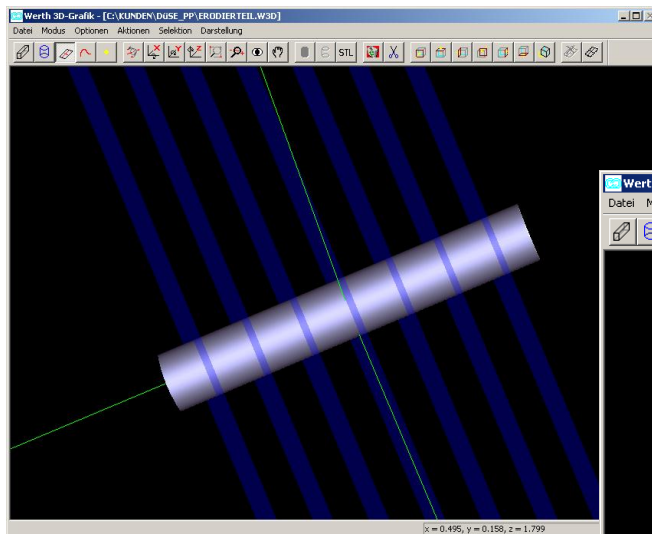 Werth 3D-Grafik - [C:\KUNDEN\DüSE_PP\ERODIERTEIL.W3D]
Datei Modus Optionen Aktionen Selektion Darstellung
STL
Werth
Datei M
x = 0.495, y = 0.158, z = 1.799